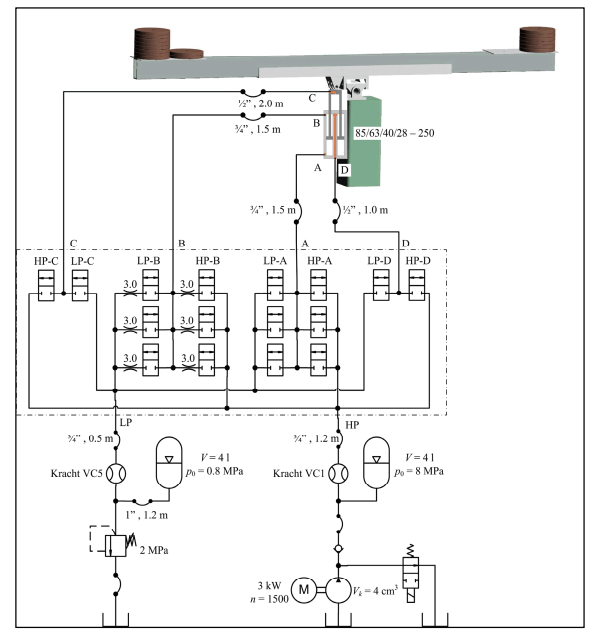 C
½”, 2.0 m
B
¾”, 1.5 m
85/63/40/28 – 250
A
D
¾”, 1.5 m
½”, 1.0 m
C
B
A
D
HP-C LP-C
LP-B
HP-B
LP-A
HP-A
LP-D HP-D
3.0
3.0
3.0
3.0
3.0
3.0
LP
HP
¾”, 0.5 m
¾”, 1.2 m
V = 4 l
p₀ = 0.8 MPa
V = 4 l
p₀ = 8 MPa
Kracht VC5
Kracht VC1
1”, 1.2 m
2 MPa
3 kW
n = 1500
M
Vₖ = 4 cm³